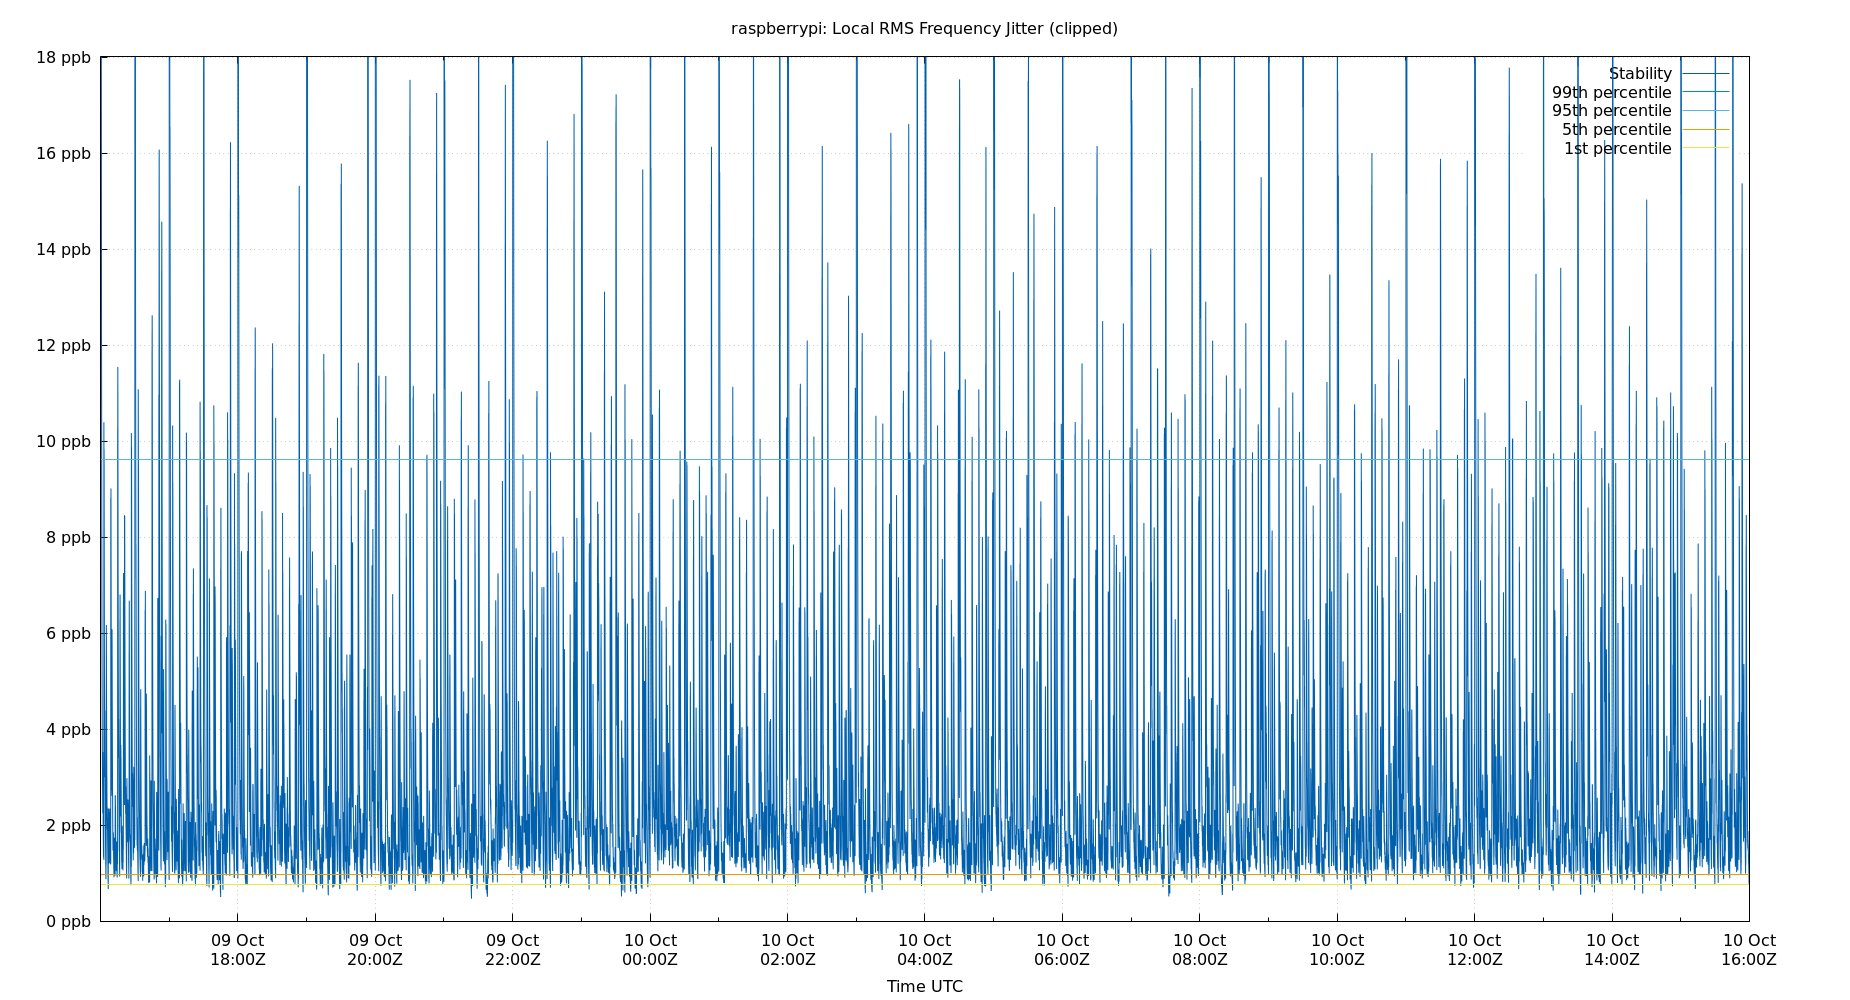 raspberrypi: Local RMS Frequency Jitter (clipped)
18 ppb
16 ppb
14 ppb
12 ppb
10 ppb
8 ppb
6 ppb
4 ppb
2 ppb
0 ppb
Stability
99th percentile
95th percentile
5th percentile
1st percentile
09 Oct
18:00Z
09 Oct
20:00Z
09 Oct
22:00Z
10 Oct
00:00Z
10 Oct
02:00Z
10 Oct
04:00Z
10 Oct
06:00Z
10 Oct
08:00Z
10 Oct
10:00Z
10 Oct
12:00Z
10 Oct
14:00Z
10 Oct
16:00Z
Time UTC